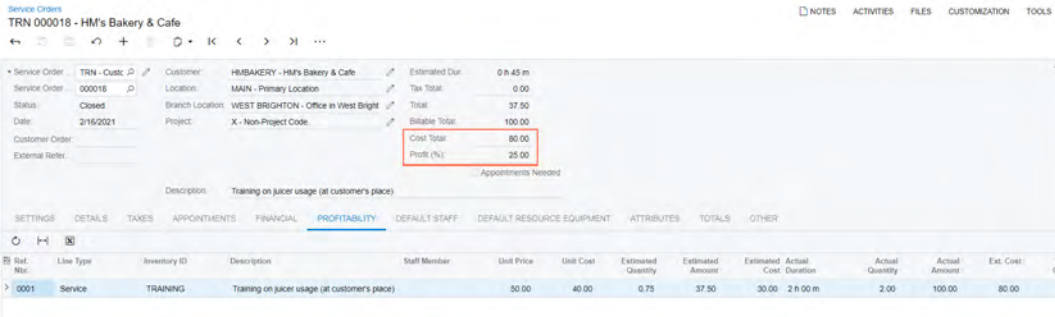 Service Orders
TRN 000018 - HM's Bakery & Cafe
NOTES ACTIVITIES FILES CUSTOMIZATION TOOLS
Service Order... TRN - Custc Customer: HMBAKERY - HM's Bakery & Cafe Estimated Dur... 0 h 45 m
Service Order... 000018 Location: MAIN - Primary Location Tax Total: 0.00
Status: Closed Branch Location: WEST BRIGHTON - Office in West Bright Total: 37.50
Date: 2/16/2021 Project: X - Non-Project Code. Billable Total: 100.00
Customer Order: Cost Total: 80.00
External Refer... Profit (%): 25.00
Appointments Needed
Description: Training on juicer usage (at customer's place)
SETTINGS DETAILS TAXES APPOINTMENTS FINANCIAL PROFITABILITY DEFAULT STAFF DEFAULT RESOURCE EQUIPMENT ATTRIBUTES TOTALS OTHER
Ref. Line Type Inventory ID Description Staff Member Unit Price Unit Cost Estimated Estimated Estimated Actual Actual Actual Ext. Cost
Nbr. Quantity Amount Cost Duration Quantity Amount
0001 Service TRAINING Training on juicer usage (at customer's place) 50.00 40.00 0.75 37.50 30.00 2 h 00 m 2.00 100.00 80.00